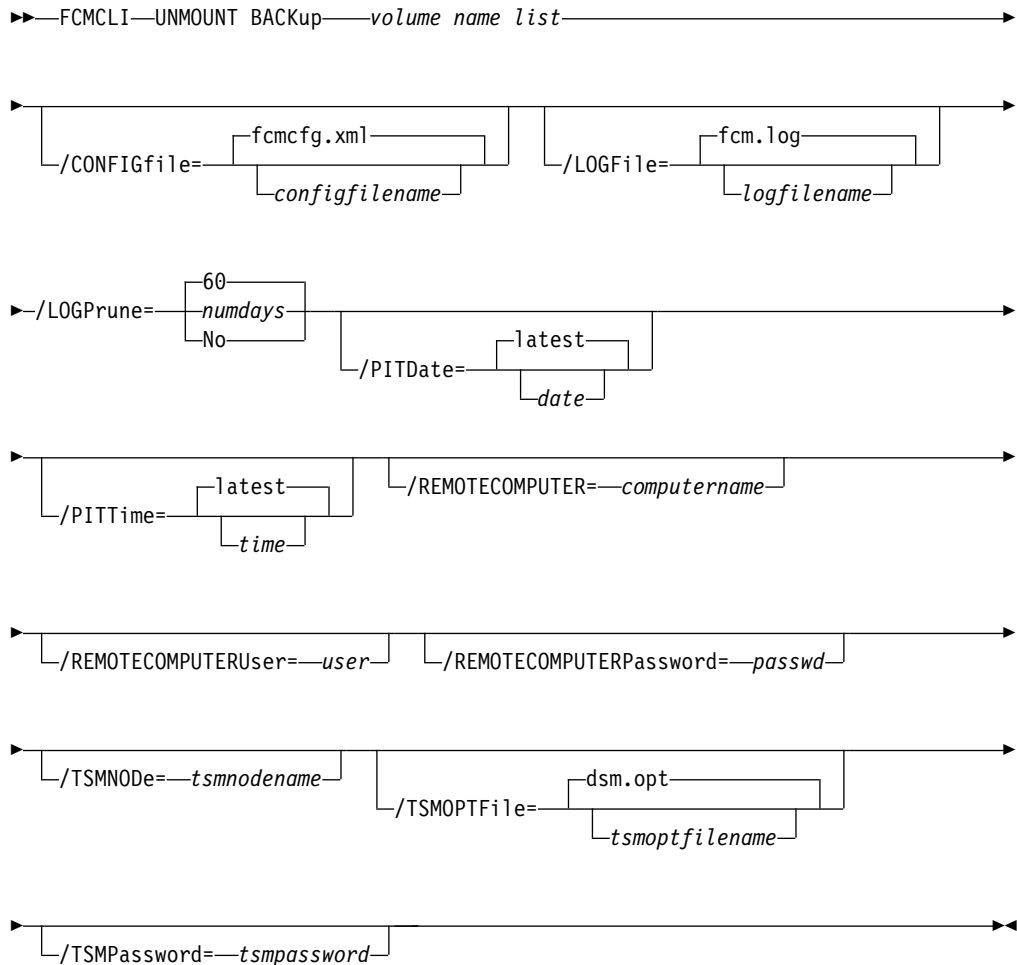 FCMCLI UNMOUNT BACKup volume name list
fcmcfg.xml fcm.log
/CONFIGfile= /LOGFile=
configfilename logfilename
60
/LOGPrune= numdays
No latest
/PITDate=
date
latest /REMOTECOMPUTER= computername
/PITTime=
time
/REMOTECOMPUTERUser= user /REMOTECOMPUTERPassword= passwd
/TSMNODe= tsmnodename dsm.opt
/TSMOPTFile=
tsmoptfilename
/TSMPassword= tsmpassword